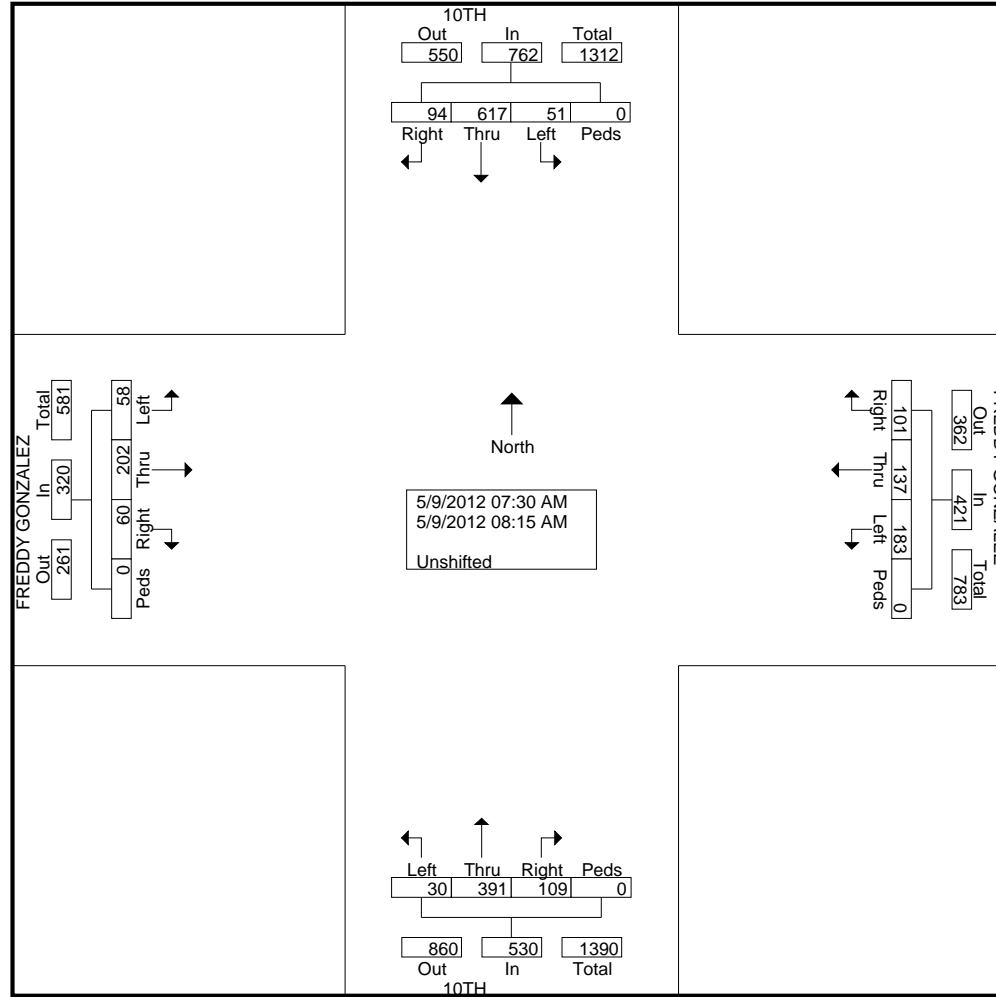 10TH
Out In Total
550 762 1312
94 617 51 0
Right Thru Left Peds
FREDDY GONZALEZ
Total 581
In 320
Out 261
58 202 60 0
Left Thru Right Peds
North
5/9/2012 07:30 AM
5/9/2012 08:15 AM
Unshifted
Right Thru Left Peds
101 137 183 0
Out 362
In 421
Total 783
Left Thru Right Peds
30 391 109 0
860 530 1390
Out In Total
10TH